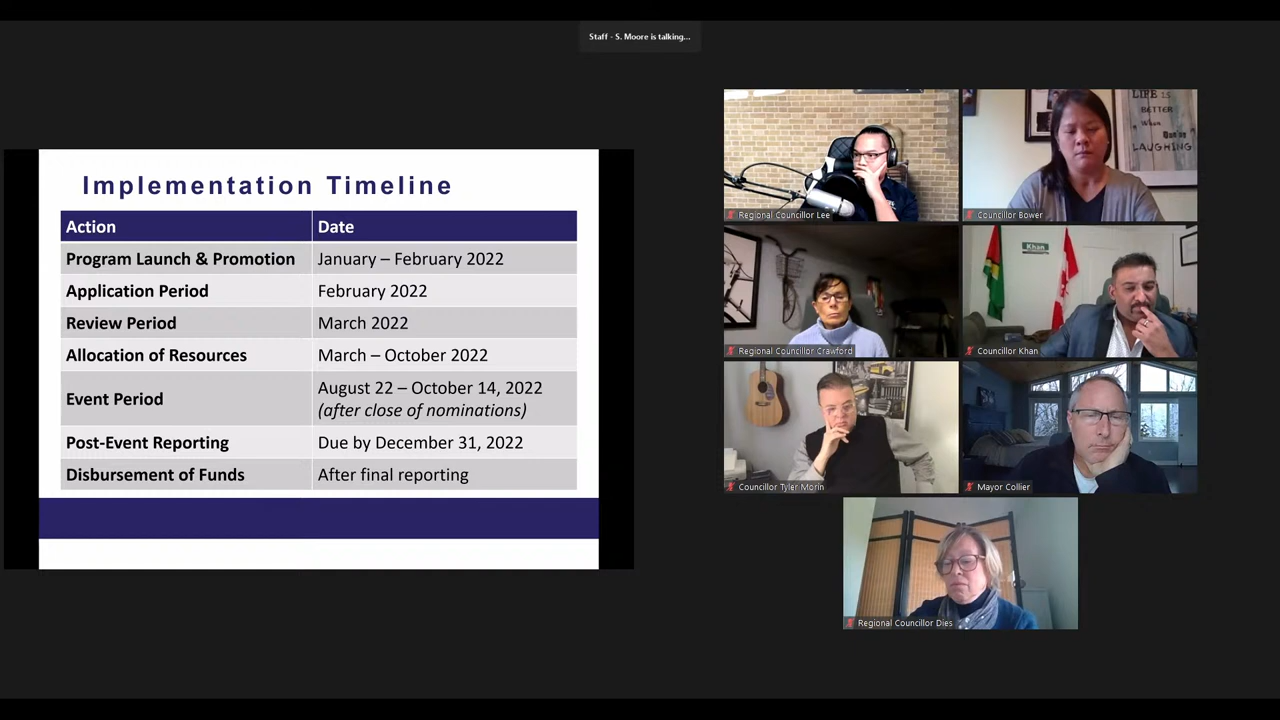 Staff - S. Moore is talking...
Implementation Timeline
Action Date
Program Launch & Promotion January – February 2022
Application Period February 2022
Review Period March 2022
Allocation of Resources March – October 2022
Event Period August 22 – October 14, 2022
(after close of nominations)
Post-Event Reporting Due by December 31, 2022
Disbursement of Funds After final reporting
Regional Councillor Lee
LIFE is
BETTER
When
LAUGHING
Councillor Bower
Regional Councillor Crawford
Khan
Councillor Khan
Councillor Tyler Morin
Mayor Collier
Regional Councillor Dies